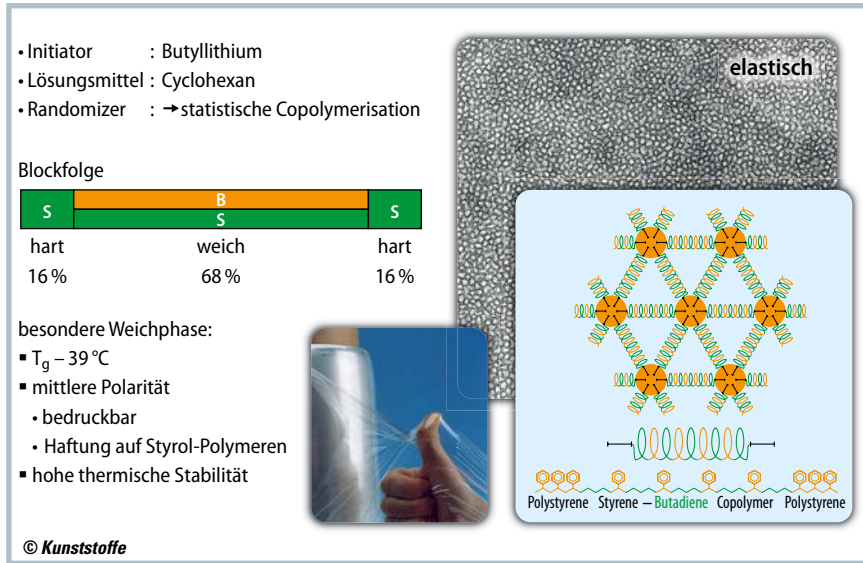 • Initiator : Butyllithium
• Lösungsmittel : Cyclohexan
• Randomizer : → statistische Copolymerisation
Blockfolge
B
S S S
hart weich hart
16 % 68 % 16 %
besondere Weichphase:
▪ Tg – 39 °C
▪ mittlere Polarität
• bedruckbar
• Haftung auf Styrol-Polymeren
▪ hohe thermische Stabilität
elastisch
Polystyrene Styrene – Butadiene Copolymer Polystyrene
© Kunststoffe